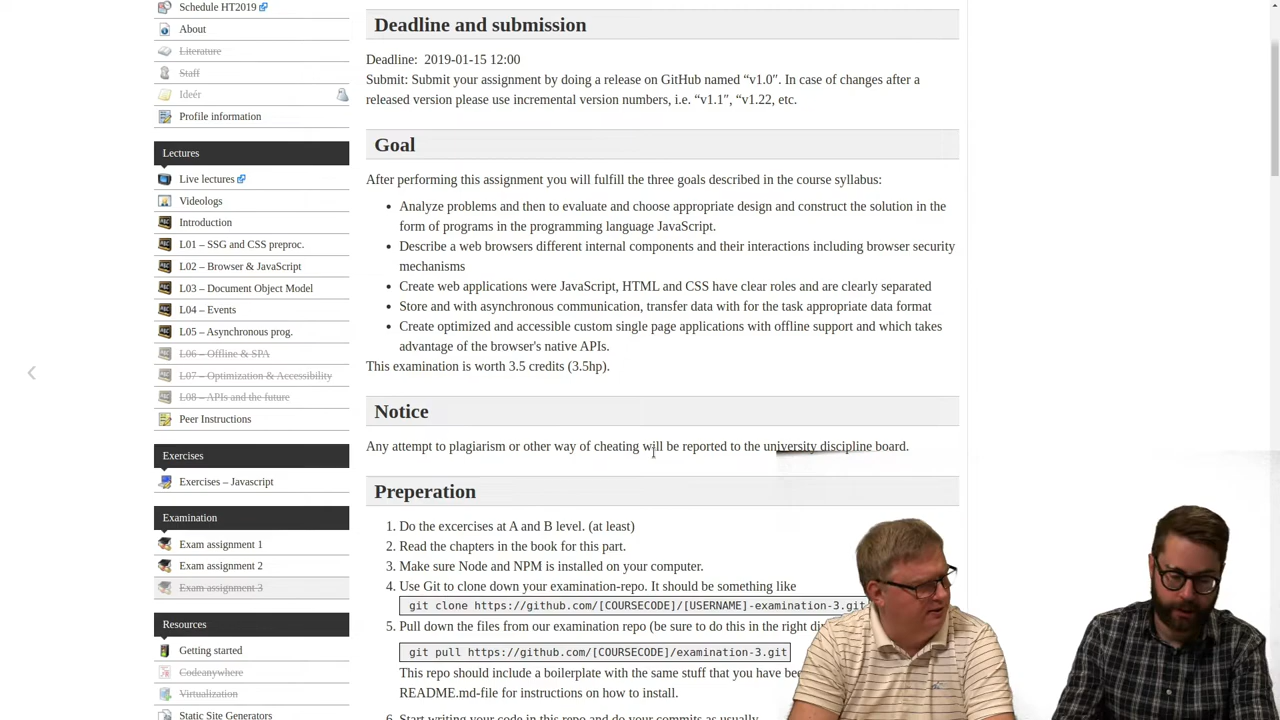 Schedule HT2019
About
Literature
Staff
Ideér
Profile information
Lectures
Live lectures
Videologs
Introduction
L01 – SSG and CSS preproc.
L02 – Browser & JavaScript
L03 – Document Object Model
L04 – Events
L05 – Asynchronous prog.
L06 – Offline & SPA
L07 – Optimization & Accessibility
L08 – APIs and the future
Peer Instructions
Exercises
Exercises – Javascript
Examination
Exam assignment 1
Exam assignment 2
Exam assignment 3
Resources
Getting started
Codeanywhere
Virtualization
Static Site Generators
Deadline and submission
Deadline:  2019-01-15 12:00
Submit: Submit your assignment by doing a release on GitHub named “v1.0″. In case of changes after a
released version please use incremental version numbers, i.e. “v1.1″, “v1.22, etc.
Goal
After performing this assignment you will fulfill the three goals described in the course syllabus:
Analyze problems and then to evaluate and choose appropriate design and construct the solution in the
form of programs in the programming language JavaScript.
Describe a web browsers different internal components and their interactions including browser security
mechanisms
Create web applications were JavaScript, HTML and CSS have clear roles and are clearly separated
Store and with asynchronous communication, transfer data with for the task appropriate data format
Create optimized and accessible custom single page applications with offline support and which takes
advantage of the browser's native APIs.
This examination is worth 3.5 credits (3.5hp).
Notice
Any attempt to plagiarism or other way of cheating will be reported to the university discipline board.
Preparation
1. Do the excercises at A and B level. (at least)
2. Read the chapters in the book for this part.
3. Make sure Node and NPM is installed on your computer.
4. Use Git to clone down your examination-repo. It should be something like
git clone https://github.com/[COURSECODE]/[USERNAME]-examination-3.git
5. Pull down the files from our examination repo (be sure to do this in the right
git pull https://github.com/[COURSECODE]/examination-3.git
This repo should include a boilerplate with the same stuff that you have
README.md-file for instructions on how to install.
6. Start writing your code in this repo and do your commits as usually